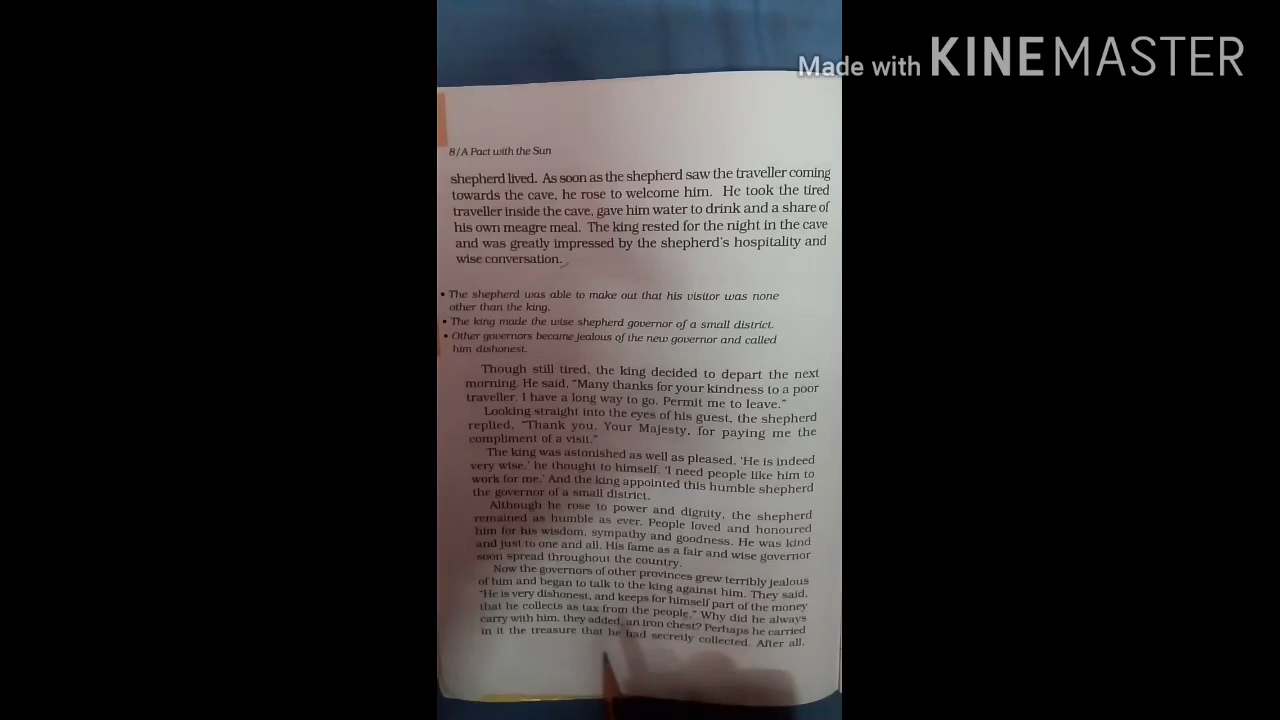 Made with KINEMASTER
8/A Pact with the Sun
shepherd lived. As soon as the shepherd saw the traveller coming
towards the cave, he rose to welcome him. He took the tired
traveller inside the cave, gave him water to drink and a share of
his own meagre meal. The king rested for the night in the cave
and was greatly impressed by the shepherd's hospitality and
wise conversation.
• The shepherd was able to make out that his visitor was none
other than the king.
• The king made the wise shepherd governor of a small district.
• Other governors became jealous of the new governor and called
him dishonest.
Though still tired, the king decided to depart the next
morning. He said, "Many thanks for your kindness to a poor
traveller. I have a long way to go. Permit me to leave."
Looking straight into the eyes of his guest, the shepherd
replied, "Thank you, Your Majesty, for paying me the
compliment of a visit."
The king was astonished as well as pleased. 'He is indeed
very wise,' he thought to himself. 'I need people like him to
work for me.' And the king appointed this humble shepherd
the governor of a small district.
Although he rose to power and dignity, the shepherd
remained as humble as ever. People loved and honoured
him for his wisdom, sympathy and goodness. He was kind
and just to one and all. His fame as a fair and wise governor
soon spread throughout the country.
Now the governors of other provinces grew terribly jealous
of him and began to talk to the king against him. They said,
"He is very dishonest, and keeps for himself part of the money
that he collects as tax from the people." Why did he always
carry with him, they added, an iron chest? Perhaps he carried
in it the treasure that he had secretly collected. After all,